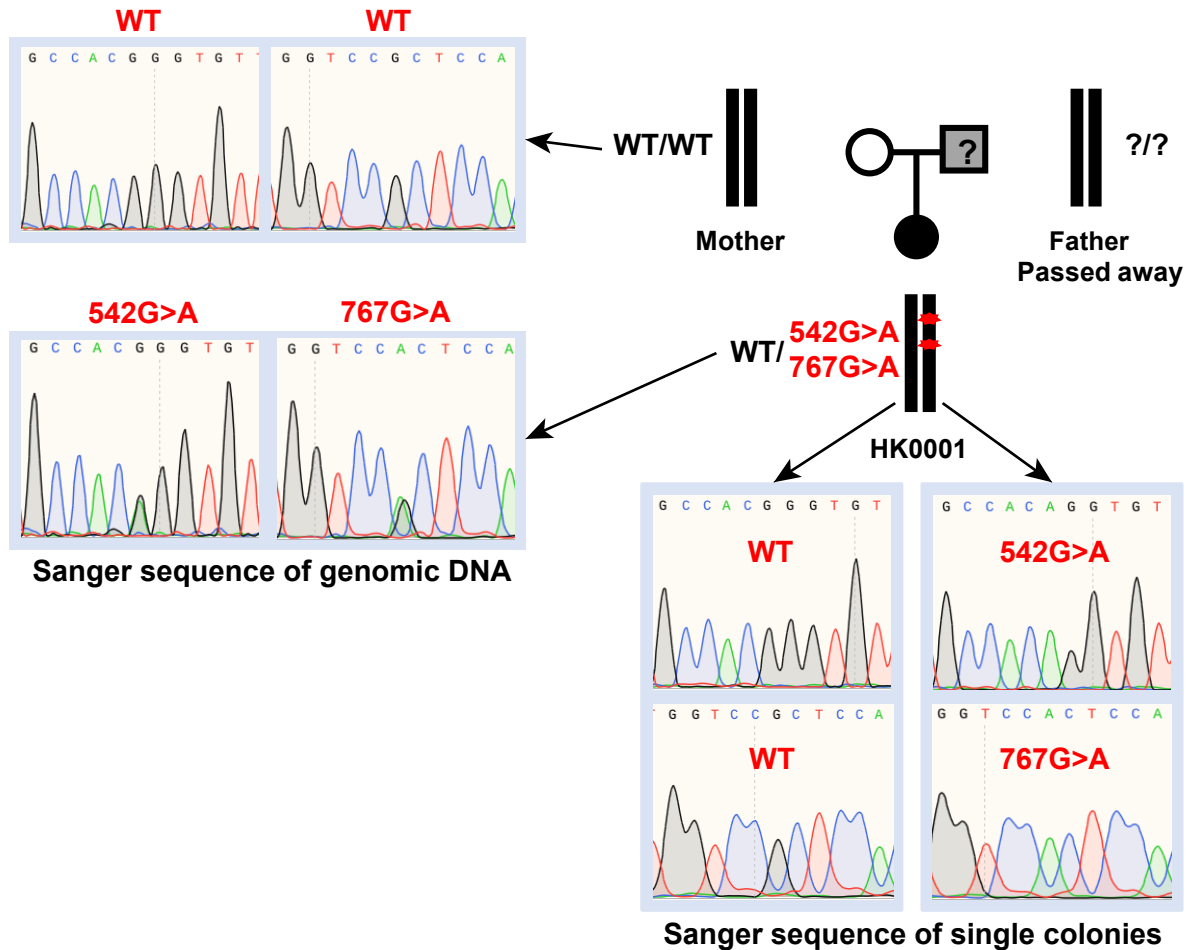 WT WT
G C C A C G G G T G T T
G G T C C G C T C C A
WT/WT
?
?/?
Mother
Father
Passed away
542G>A 767G>A
G C C A C G G G T G T
G G T C C A C T C C A
WT/
542G>A
767G>A
HK0001
Sanger sequence of genomic DNA
G C C A C G G G T G T
WT
G C C A C A G G T G T
542G>A
T G G T C C G C T C C A
WT
G G T C C A C T C C A
767G>A
Sanger sequence of single colonies